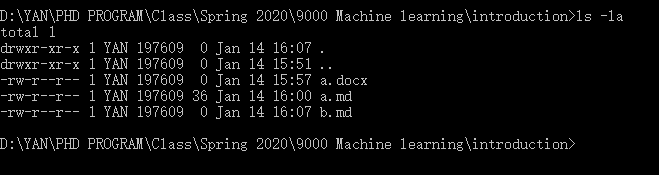 D:\YAN\PHD PROGRAM\Class\Spring 2020\9000 Machine learning\introduction>ls -la
total 1
drwxr-xr-x 1 YAN 197609  0 Jan 14 16:07 .
drwxr-xr-x 1 YAN 197609  0 Jan 14 15:51 ..
-rw-r--r-- 1 YAN 197609  0 Jan 14 15:57 a.docx
-rw-r--r-- 1 YAN 197609 36 Jan 14 16:00 a.md
-rw-r--r-- 1 YAN 197609  0 Jan 14 16:07 b.md
D:\YAN\PHD PROGRAM\Class\Spring 2020\9000 Machine learning\introduction>